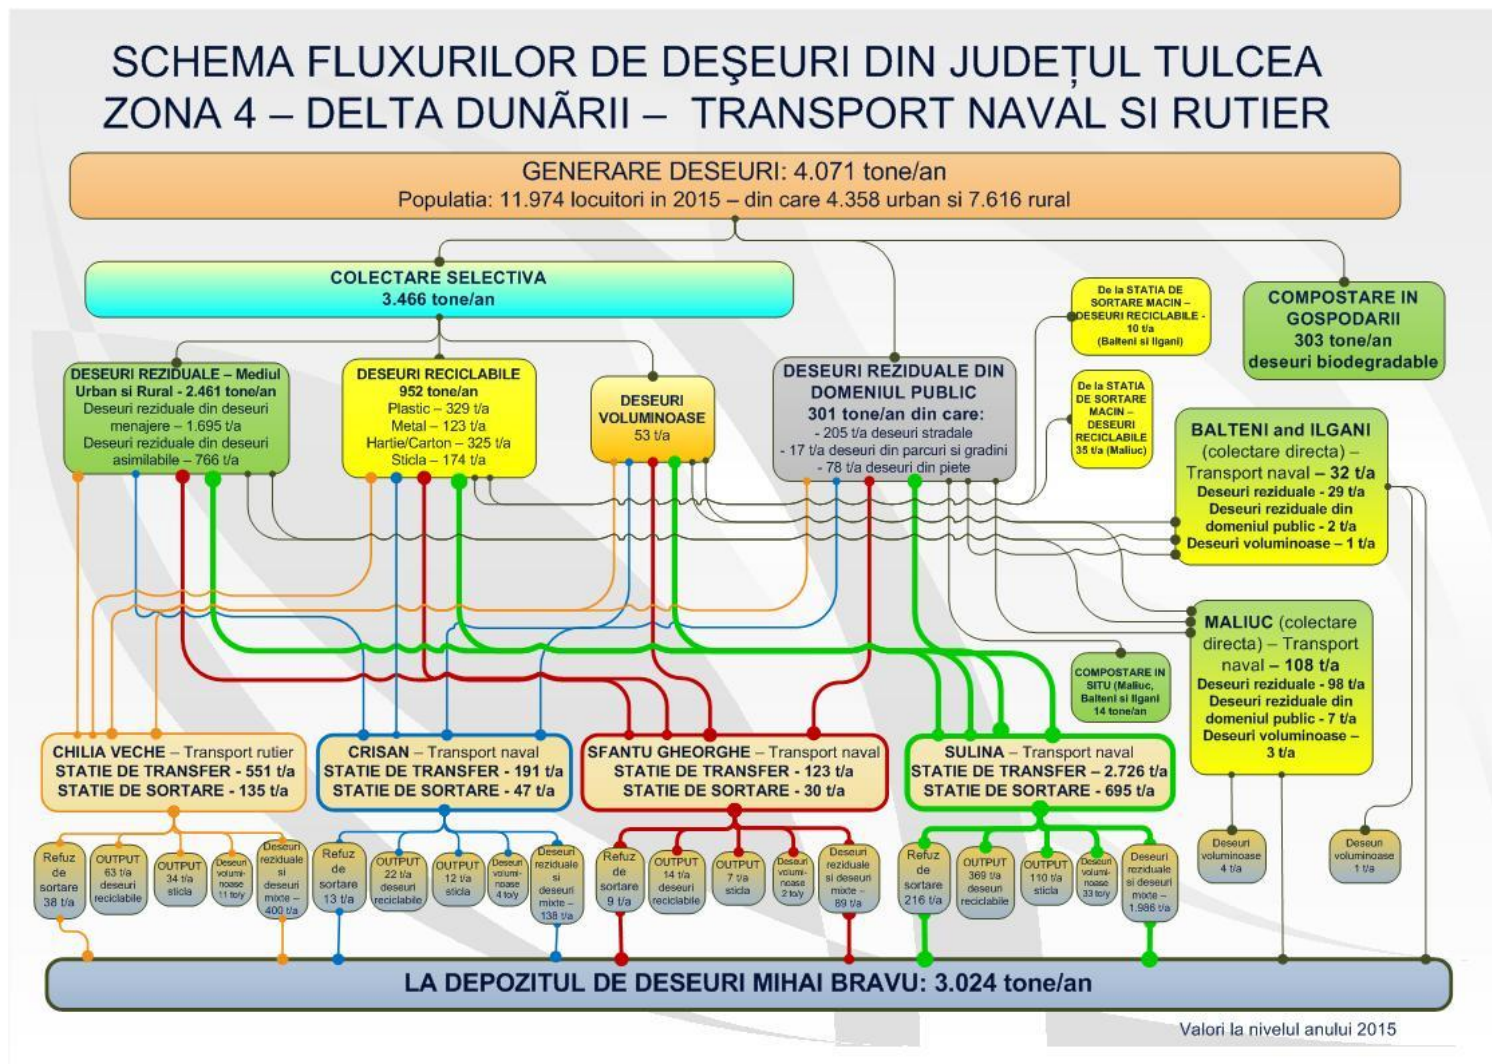 SCHEMA FLUXURILOR DE DEŞEURI DIN JUDEȚUL TULCEA
ZONA 4 – DELTA DUNÃRII – TRANSPORT NAVAL SI RUTIER
GENERARE DESEURI: 4.071 tone/an
Populatia: 11.974 locuitori in 2015 – din care 4.358 urban si 7.616 rural
COLECTARE SELECTIVA
3.466 tone/an
De la STATIA DE
SORTARE MACIN –
DESEURI RECICLABILE -
10 t/a
(Balteni si Ilgani)
COMPOSTARE IN
GOSPODARII
303 tone/an
deseuri biodegradable
DESEURI REZIDUALE – Mediul
Urban si Rural - 2.461 tone/an
Deseuri reziduale din deseuri
menajere – 1.695 t/a
Deseuri reziduale din deseuri
asimilabile – 766 t/a
DESEURI RECICLABILE
952 tone/an
Plastic – 329 t/a
Metal – 123 t/a
Hartie/Carton – 325 t/a
Sticla – 174 t/a
DESEURI
VOLUMINOASE
53 t/a
DESEURI REZIDUALE DIN
DOMENIUL PUBLIC
301 tone/an din care:
- 205 t/a deseuri stradale
- 17 t/a deseuri din parcuri si gradini
- 78 t/a deseuri din piete
De la STATIA
DE SORTARE
MACIN –
DESEURI
RECICLABILE
35 t/a (Maliuc)
BALTENI and ILGANI
(colectare directa) –
Transport naval – 32 t/a
Deseuri reziduale - 29 t/a
Deseuri reziduale din
domeniul public - 2 t/a
Deseuri voluminoase – 1 t/a
MALIUC (colectare
directa) – Transport
naval – 108 t/a
Deseuri reziduale - 98 t/a
Deseuri reziduale din
domeniul public - 7 t/a
Deseuri voluminoase –
3 t/a
COMPOSTARE IN
SITU (Maliuc,
Balteni si Ilgani
14 tone/an
CHILIA VECHE – Transport rutier
STATIE DE TRANSFER - 551 t/a
STATIE DE SORTARE - 135 t/a
CRISAN – Transport naval
STATIE DE TRANSFER - 191 t/a
STATIE DE SORTARE - 47 t/a
SFANTU GHEORGHE – Transport naval
STATIE DE TRANSFER - 123 t/a
STATIE DE SORTARE - 30 t/a
SULINA – Transport naval
STATIE DE TRANSFER – 2.726 t/a
STATIE DE SORTARE - 695 t/a
Refuz
de
sortare
38 t/a
OUTPUT
63 t/a
deseuri
reciclabile
OUTPUT
34 t/a
sticla
Deseuri
volumi-
noase
11 to/y
Deseuri
reziduale
si
deseuri
mixte –
400 t/a
Refuz
de
sortare
13 t/a
OUTPUT
22 t/a
deseuri
reciclabile
OUTPUT
12 t/a
sticla
Deseuri
volumi-
noase
4 to/y
Deseuri
reziduale
si
deseuri
mixte –
138 t/a
Refuz
de
sortare
9 t/a
OUTPUT
14 t/a
deseuri
reciclabile
OUTPUT
7 t/a
sticla
Deseuri
volumi-
noase
2 to/y
Deseuri
reziduale
si deseuri
mixte –
89 t/a
Refuz
de
sortare
216 t/a
OUTPUT
369 t/a
deseuri
reciclabile
OUTPUT
110 t/a
sticla
Deseuri
volumi-
noase
33 to/y
Deseuri
reziduale
si deseuri
mixte –
1.986 t/a
Deseuri
voluminoase
4 t/a
Deseuri
voluminoase
1 t/a
LA DEPOZITUL DE DESEURI MIHAI BRAVU: 3.024 tone/an
Valori la nivelul anului 2015